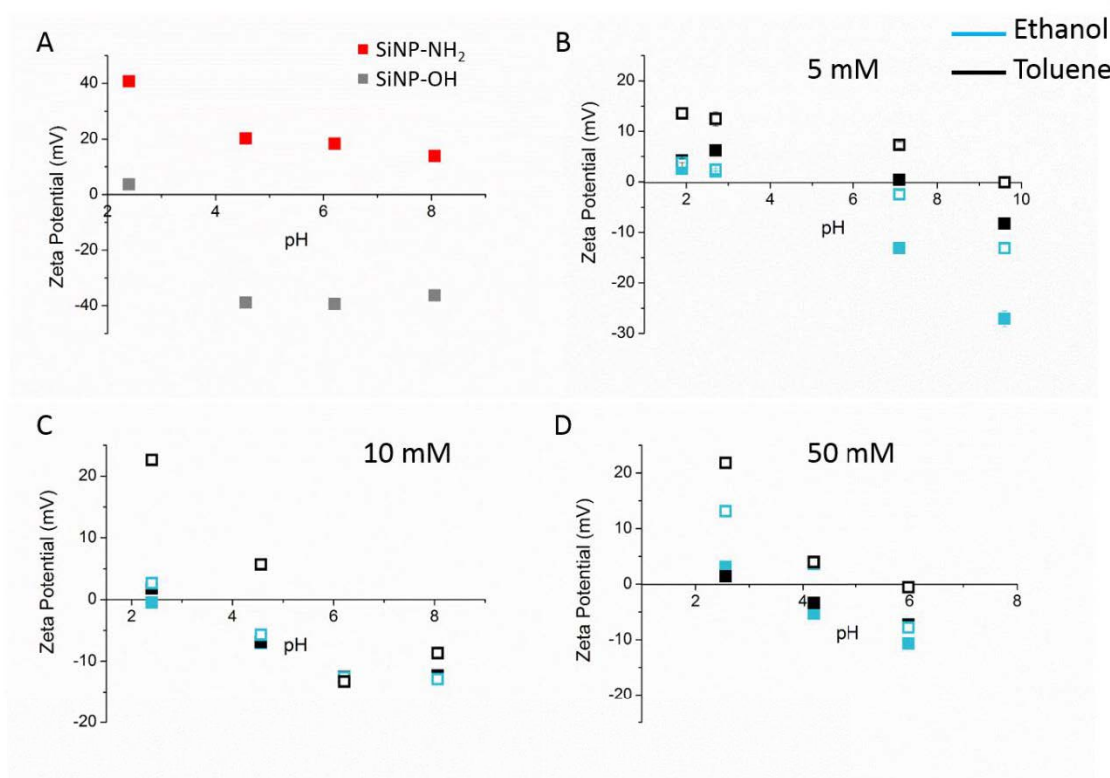 A
SiNP-NH₂
SiNP-OH
40
20
0
-20
-40
2
4
6
8
pH
Zeta Potential (mV)
B
Ethanol
Toluene
5 mM
20
10
0
-10
-20
-30
2
4
6
8
10
pH
Zeta Potential (mV)
C
10 mM
20
10
0
-10
-20
2
4
6
8
pH
Zeta Potential (mV)
D
50 mM
20
10
0
-10
-20
2
4
6
8
pH
Zeta Potential (mV)